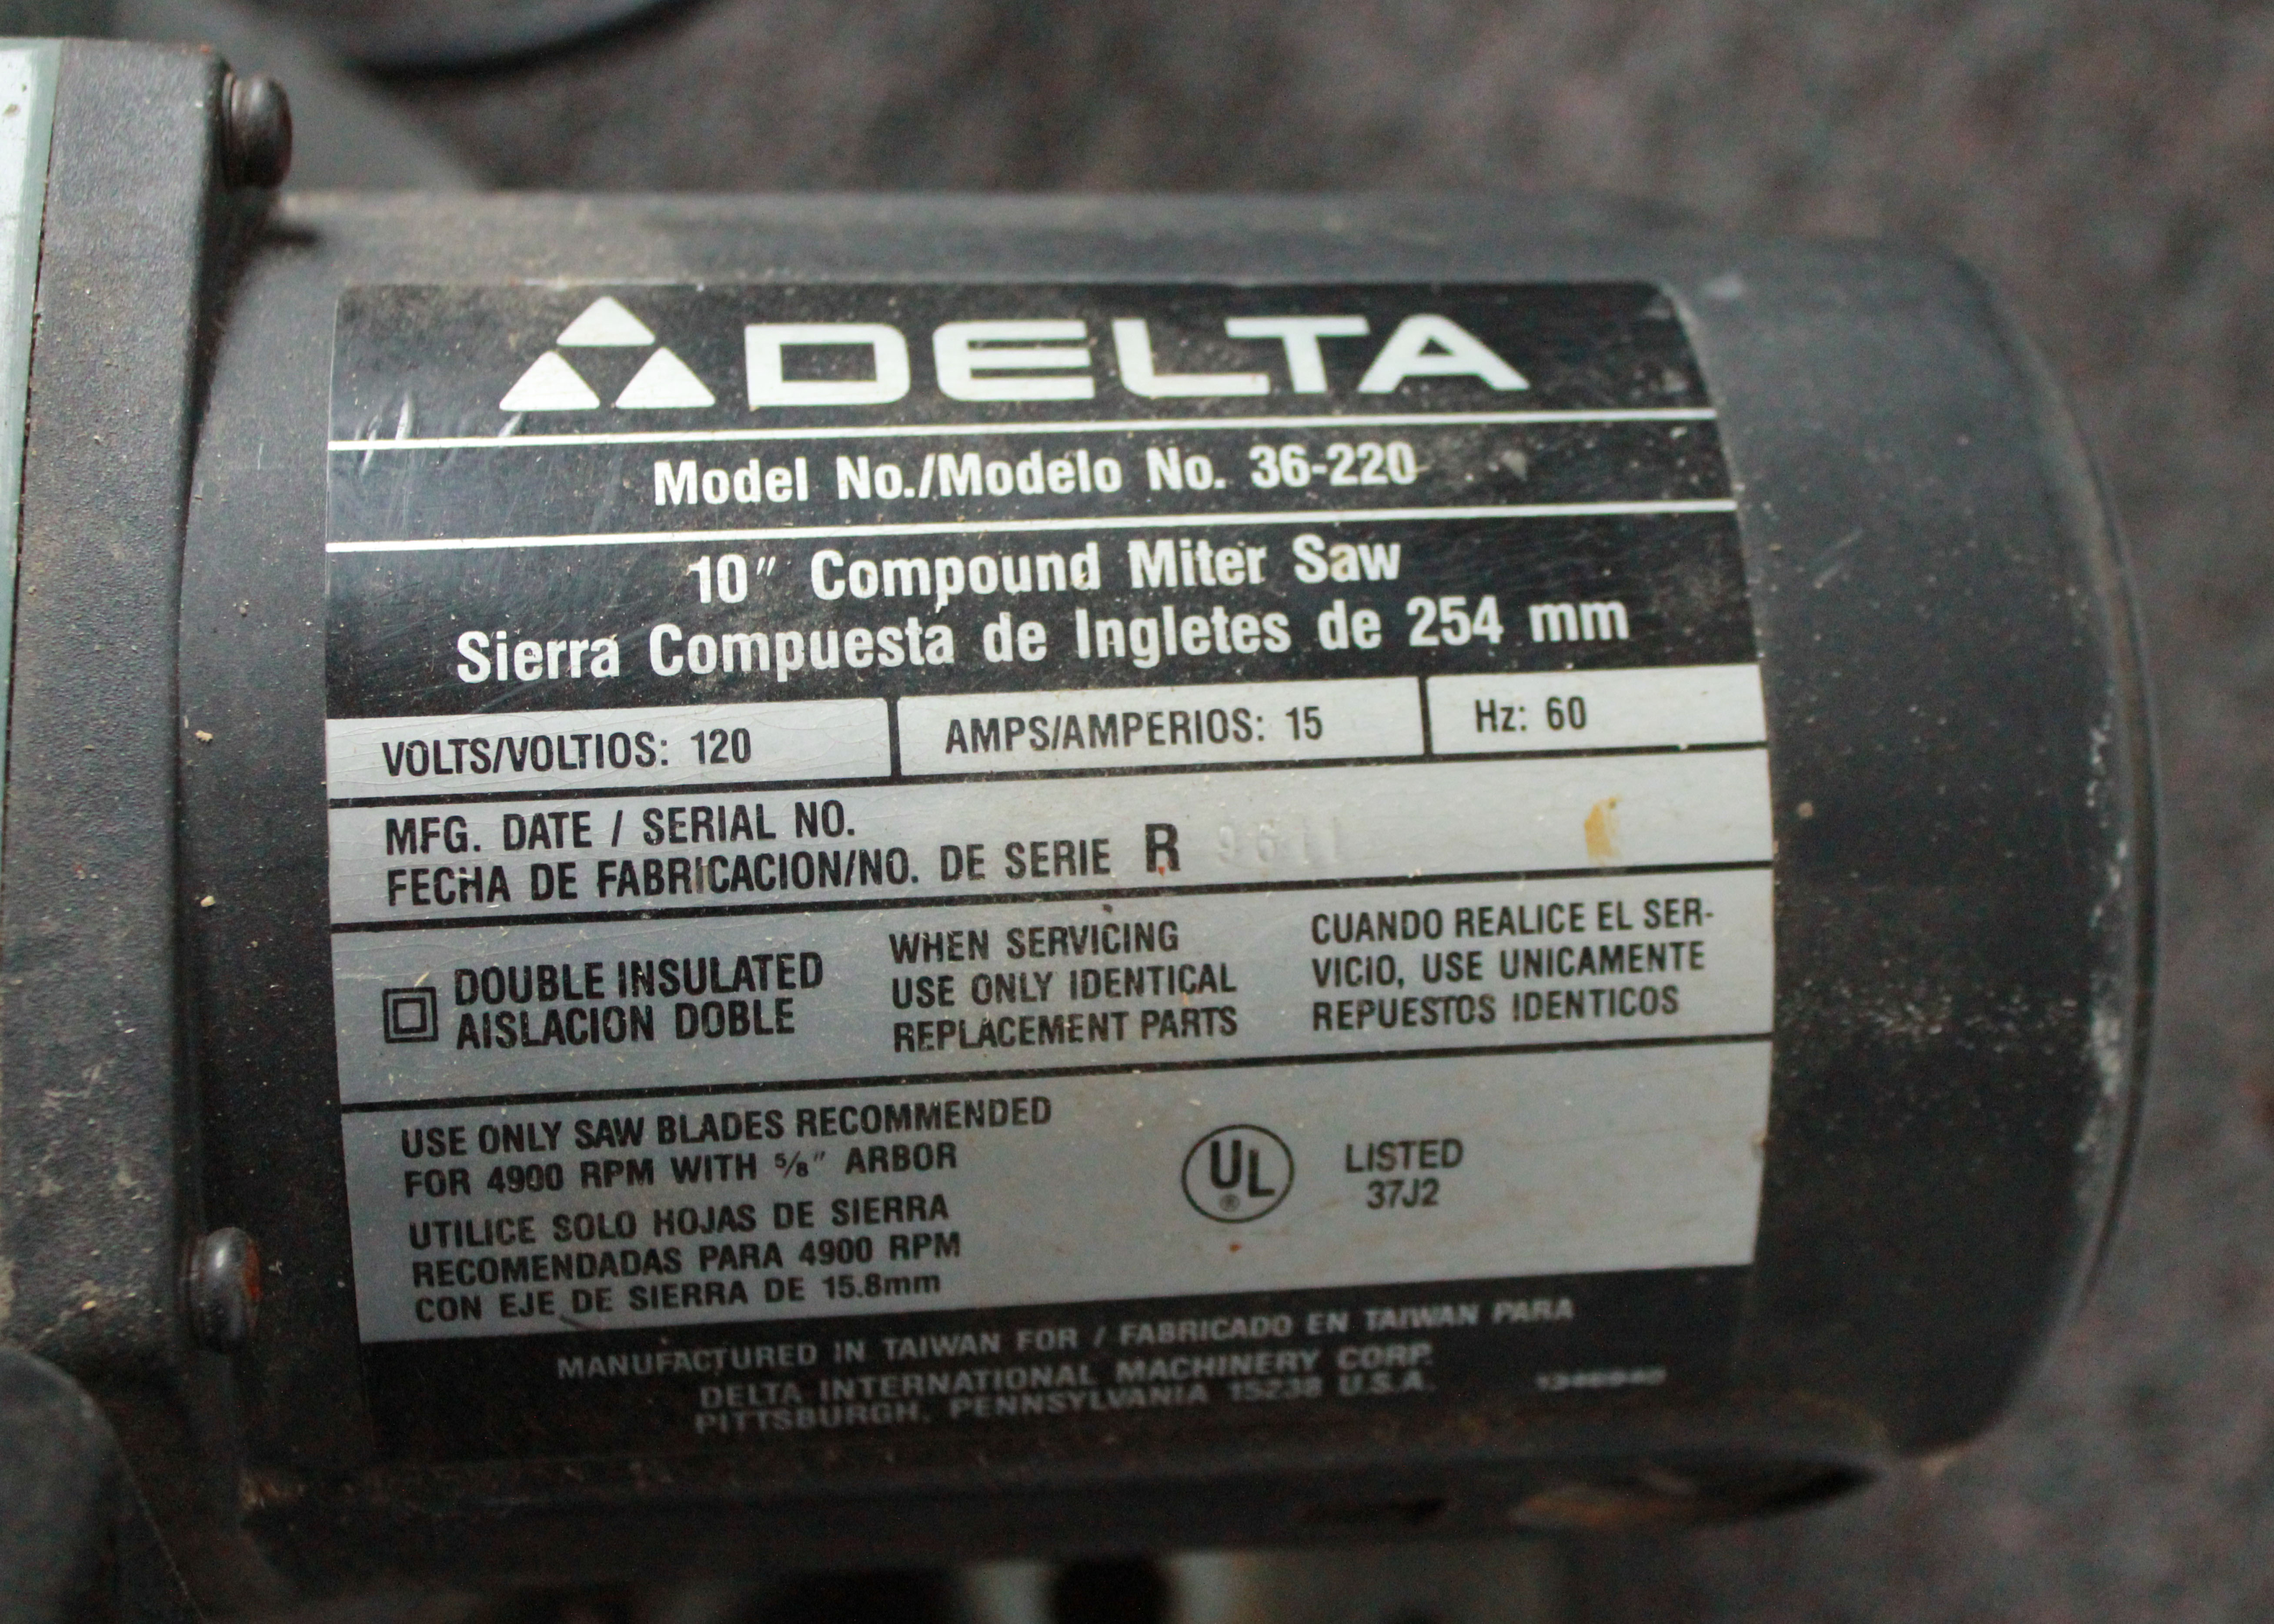 DELTA
Model No./Modelo No. 36-220
10" Compound Miter Saw
Sierra Compuesta de Ingletes de 254 mm
VOLTS/VOLTIOS: 120
AMPS/AMPERIOS: 15
Hz: 60
MFG. DATE / SERIAL NO.
FECHA DE FABRICACION/NO. DE SERIE R 9611
DOUBLE INSULATED
AISLACION DOBLE
WHEN SERVICING
USE ONLY IDENTICAL
REPLACEMENT PARTS
CUANDO REALICE EL SER-
VICIO, USE UNICAMENTE
REPUESTOS IDENTICOS
USE ONLY SAW BLADES RECOMMENDED
FOR 4900 RPM WITH 5/8" ARBOR
UTILICE SOLO HOJAS DE SIERRA
RECOMENDADAS PARA 4900 RPM
CON EJE DE SIERRA DE 15.8mm
UL ®
LISTED
37J2
MANUFACTURED IN TAIWAN FOR / FABRICADO EN TAIWAN PARA
DELTA INTERNATIONAL MACHINERY CORP.
PITTSBURGH, PENNSYLVANIA 15238 U.S.A.